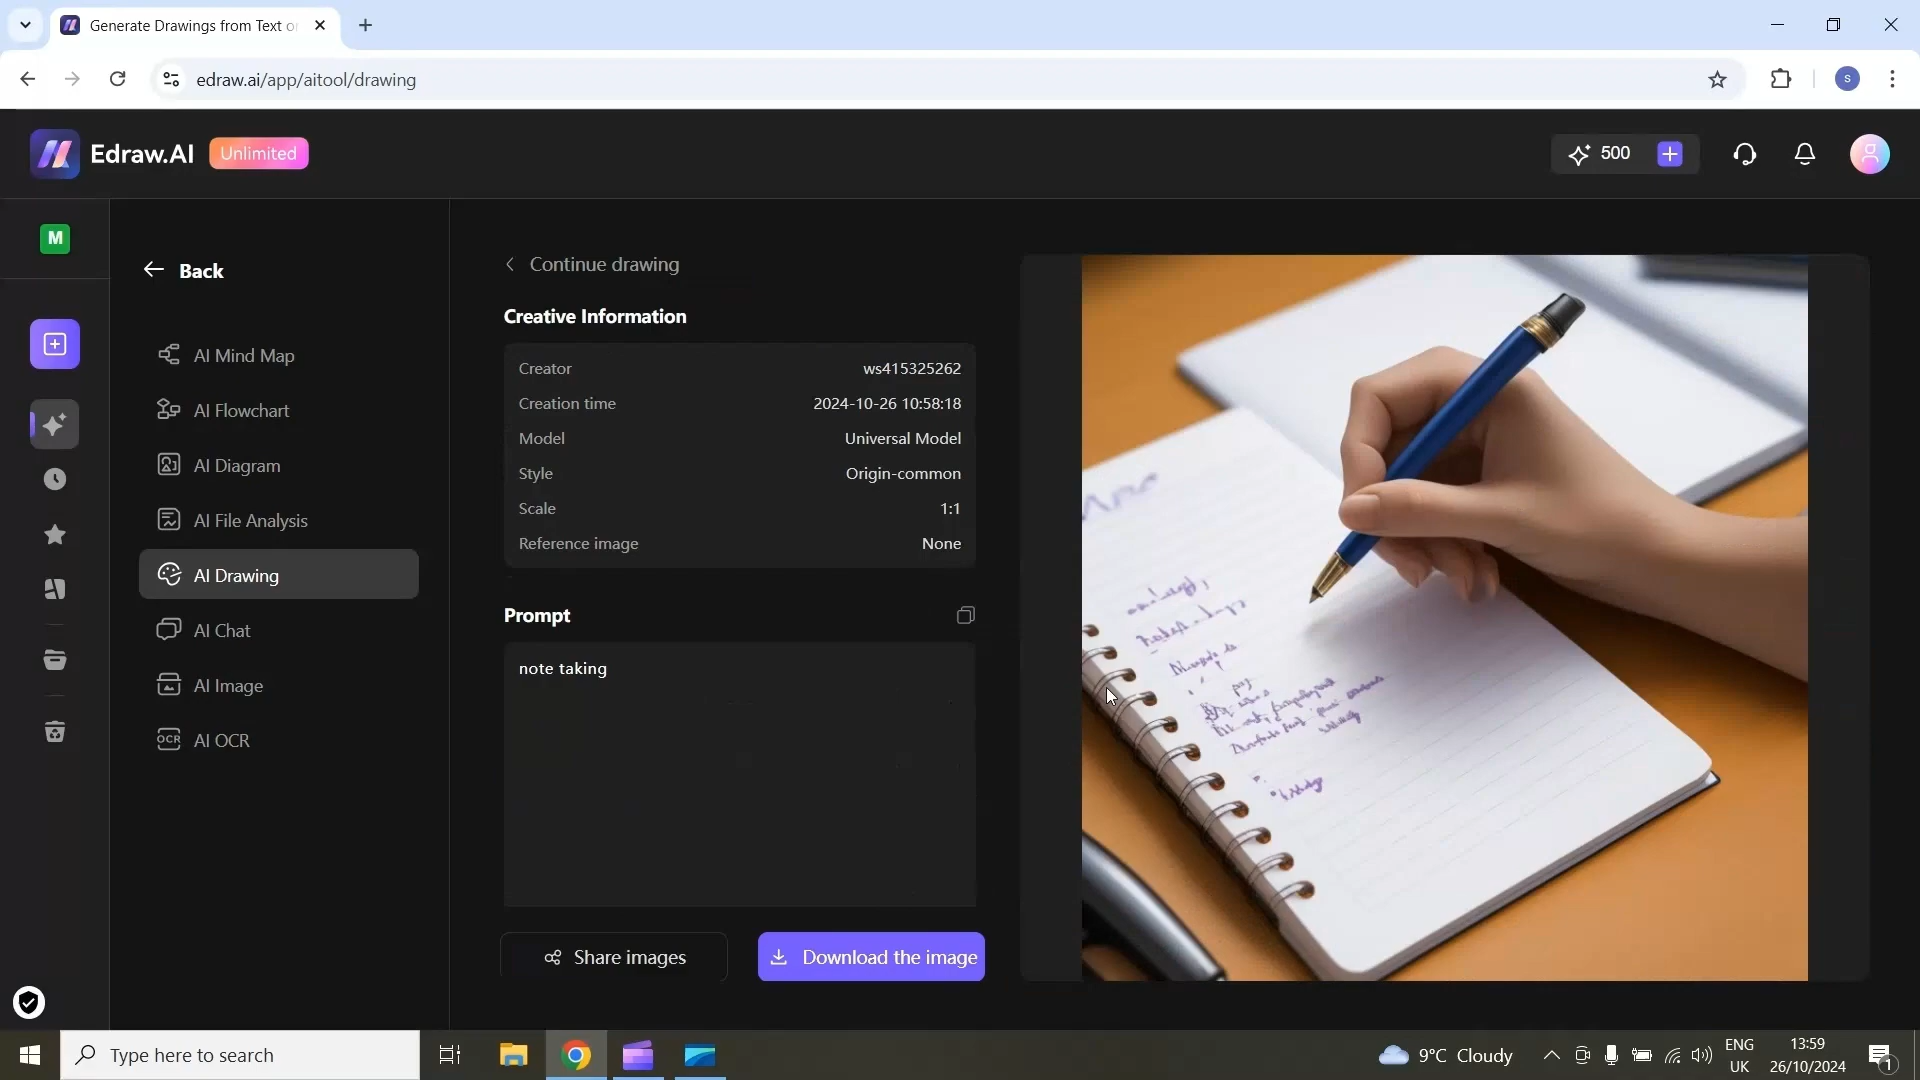 Generate Drawings from Text o
edraw.ai/app/aitool/drawing
S
Edraw.AI
Unlimited
500
M
Back
AI Mind Map
AI Flowchart
AI Diagram
AI File Analysis
AI Drawing
AI Chat
AI Image
OCR AI OCR
Continue drawing
Creative Information
Creator ws415325262
Creation time 2024-10-26 10:58:18
Model Universal Model
Style Origin-common
Scale 1:1
Reference image None
Prompt
note taking
Share images
Download the image
Type here to search
9°C Cloudy
ENG
UK
13:59
26/10/2024
1